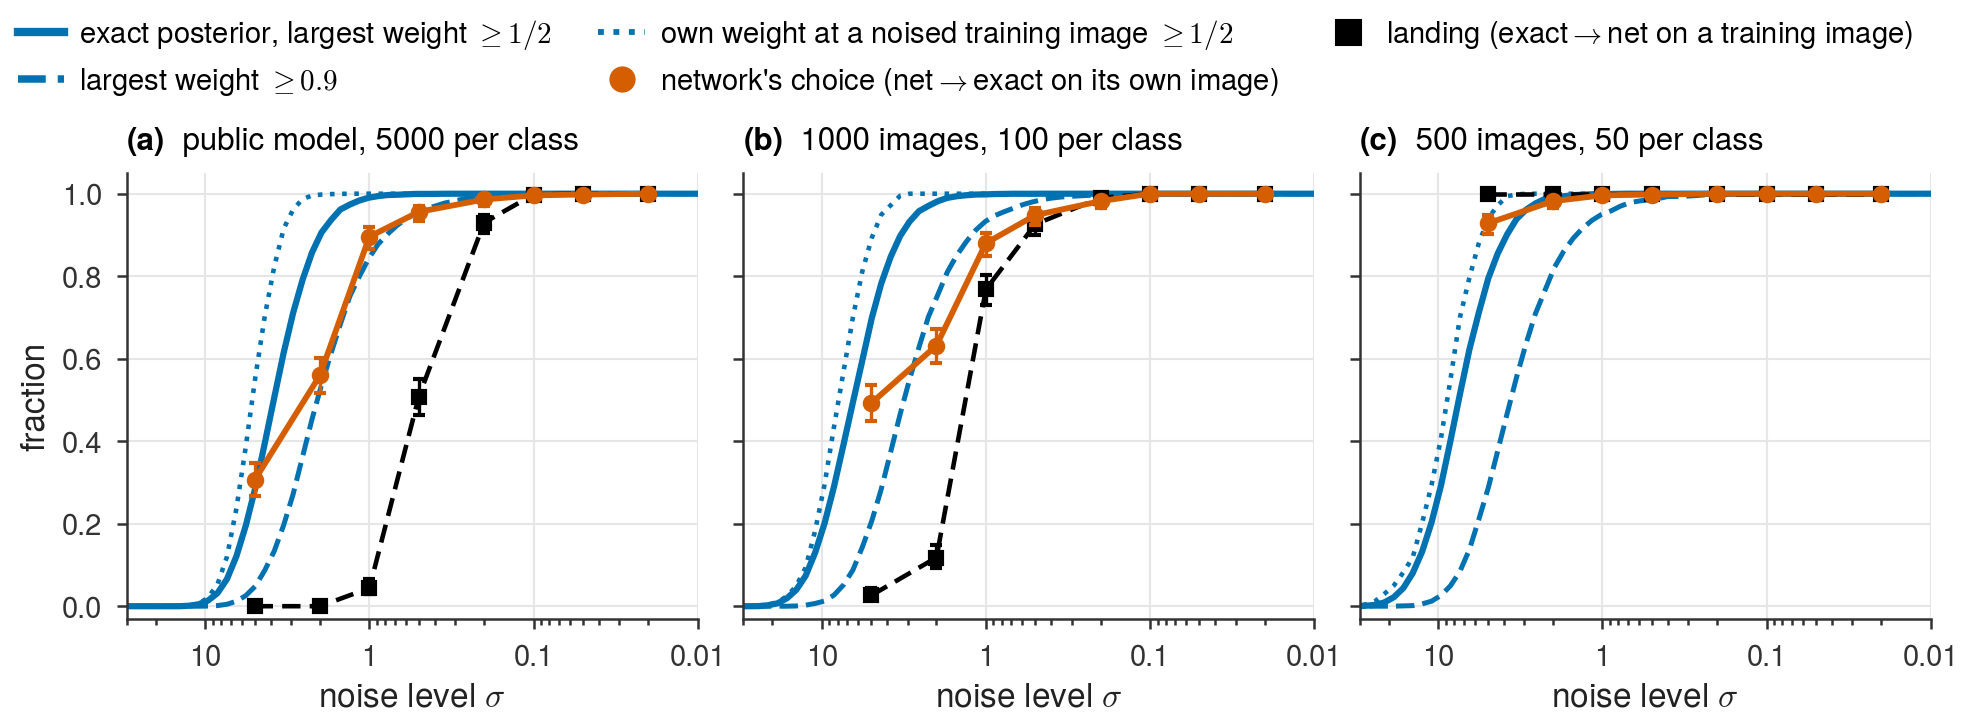 exact posterior, largest weight ≥ 1/2
own weight at a noised training image ≥ 1/2
landing (exact → net on a training image)
largest weight ≥ 0.9
network's choice (net → exact on its own image)
(a) public model, 5000 per class
(b) 1000 images, 100 per class
(c) 500 images, 50 per class
fraction
1.0
0.8
0.6
0.4
0.2
0.0
10 1 0.1 0.01
10 1 0.1 0.01
10 1 0.1 0.01
noise level σ
noise level σ
noise level σ